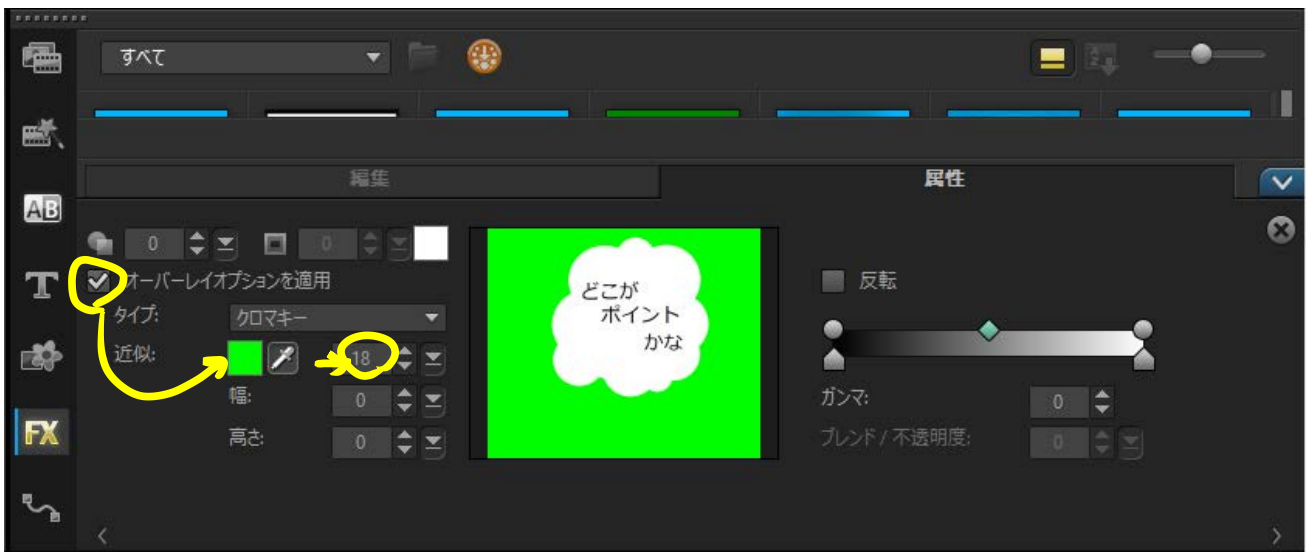 すべて
編集
属性
AB
T
FX
0
0
オーバーレイオプションを適用
タイプ:
クロマキー
近似:
18
幅:
0
高さ:
0
どこが
ポイント
かな
反転
ガンマ:
0
ブレンド / 不透明度:
0